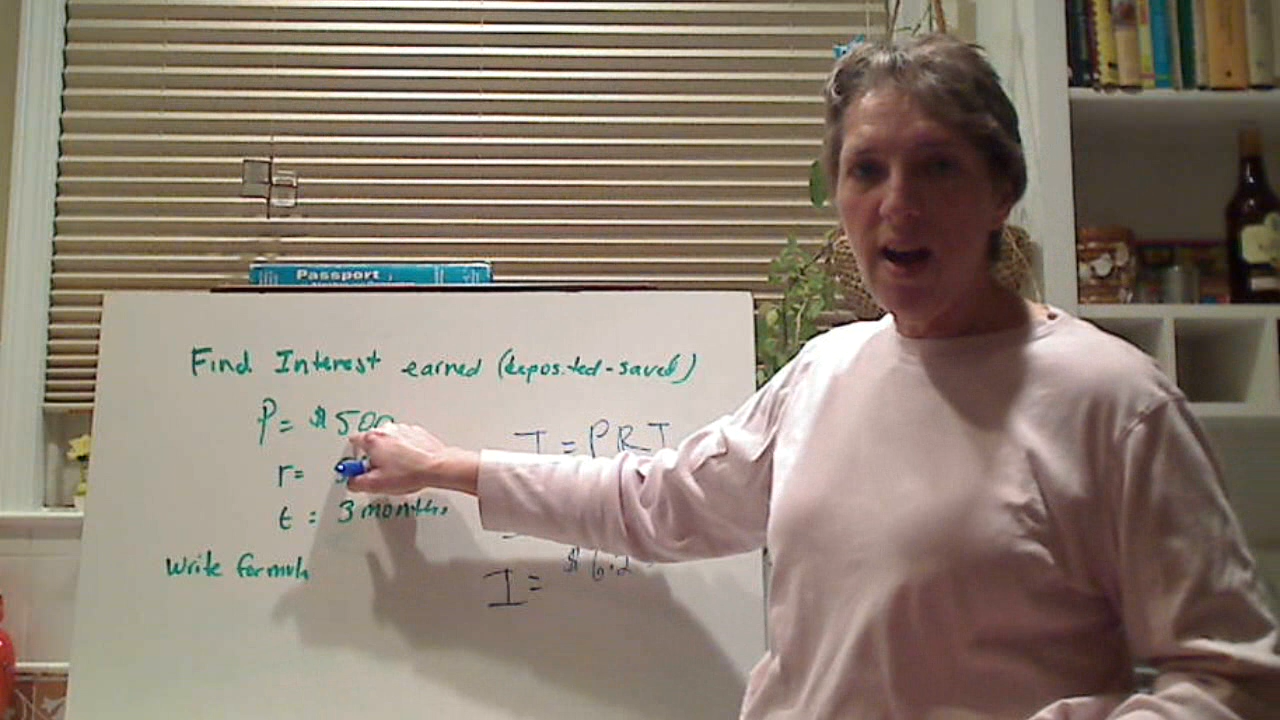 Passport
Find Interest earned (deposited-saved)
P = $500
I = PRT
r =
t = 3 months
I = $6.2
Write formula